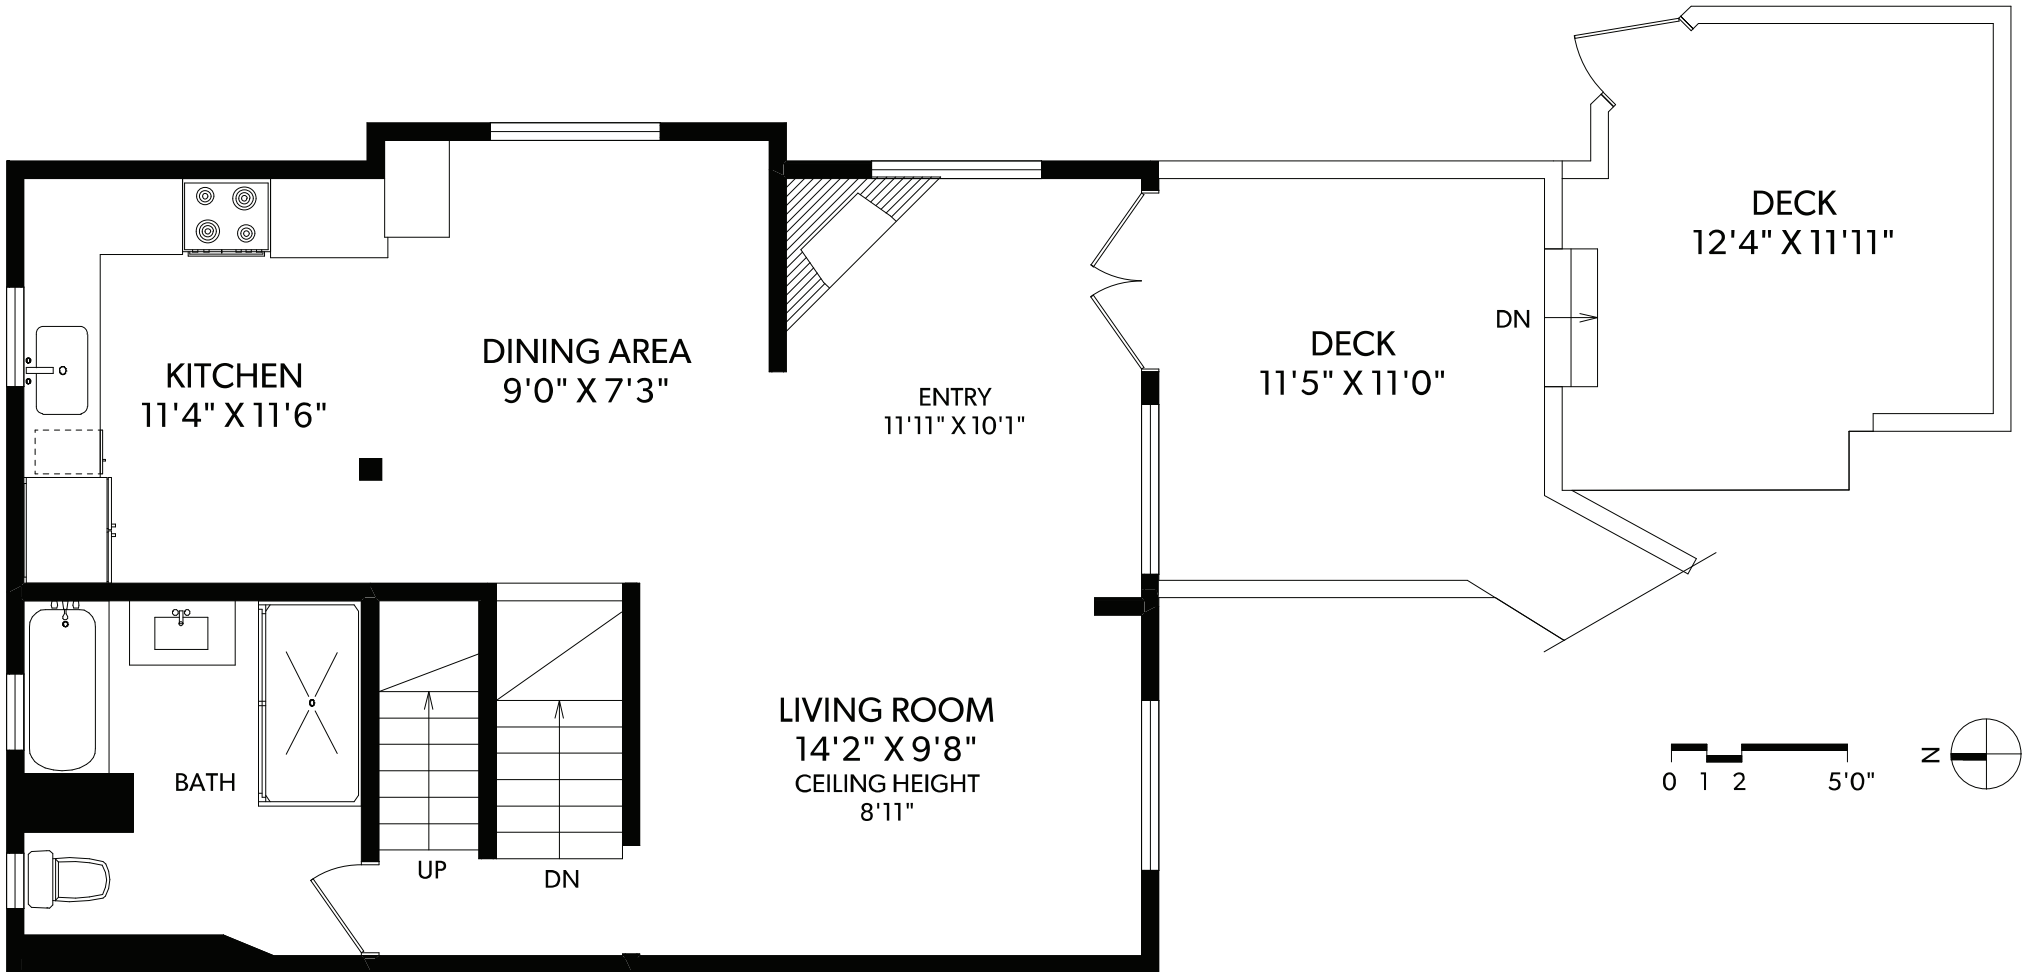 DECK
12'4" X 11'11"
DN
DINING AREA
9'0" X 7'3"
DECK
11'5" X 11'0"
KITCHEN
11'4" X 11'6"
ENTRY
11'11" X 10'1"
LIVING ROOM
14'2" X 9'8"
CEILING HEIGHT
8'11"
BATH
UP
DN
0 1 2 5'0"
N